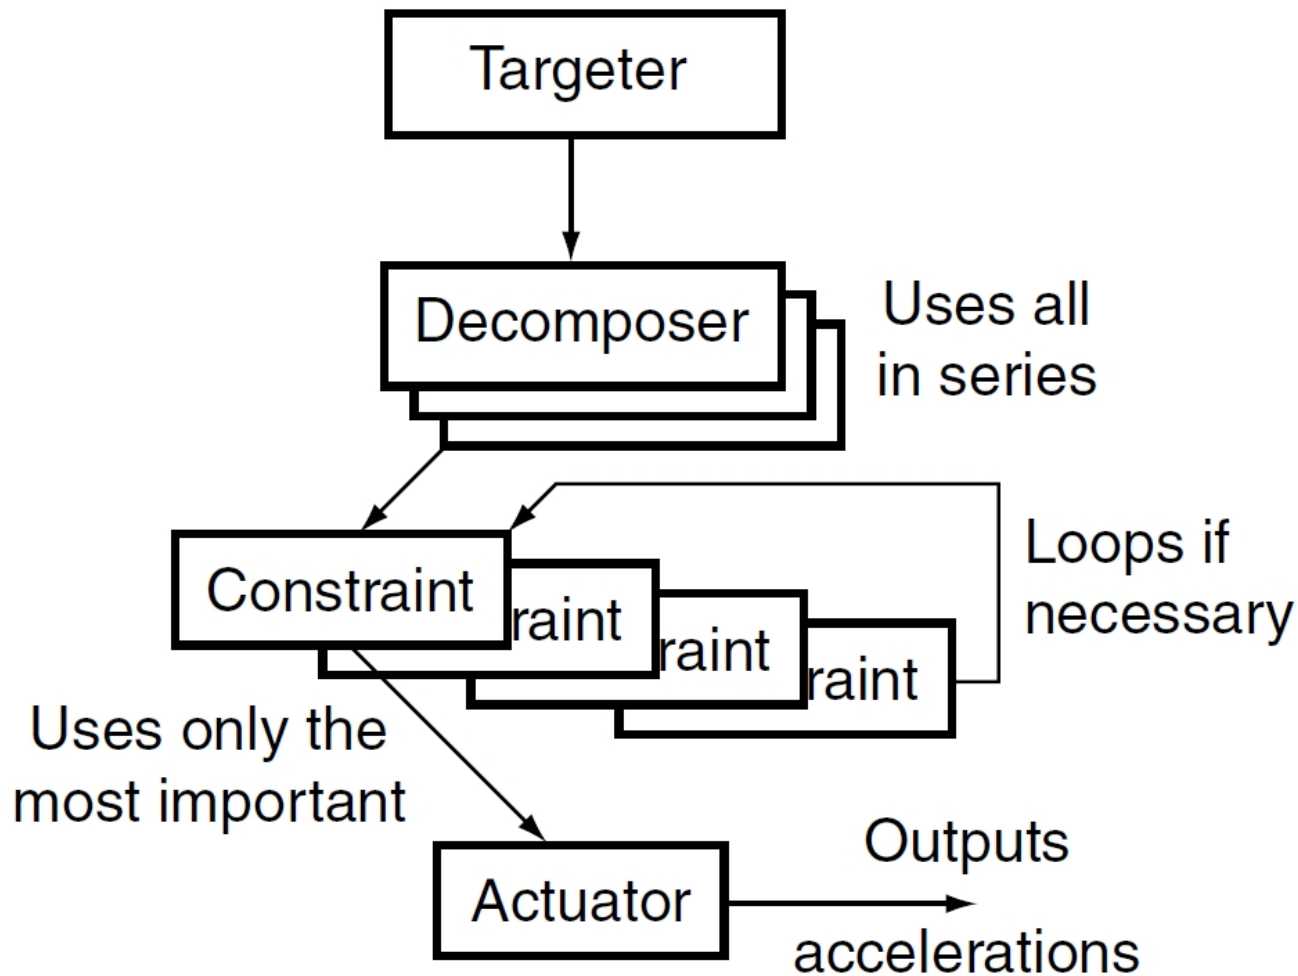 Targeter
Decomposer
Uses all
in series
Constraint
raint
raint
raint
Loops if
necessary
Uses only the
most important
Actuator
Outputs
accelerations